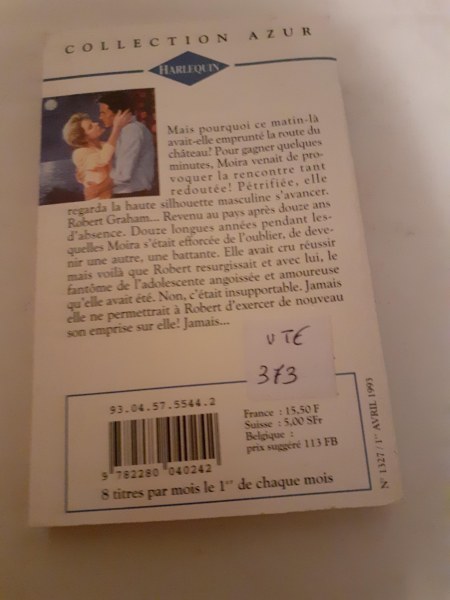 COLLECTION AZUR
HARLEQUIN
Mais pourquoi ce matin-là
avait-elle emprunté la route du
château? Pour gagner quelques
minutes, Moira venait de pro-
voquer la rencontre tant
redoutée! Pétrifiée, elle
regarda la haute silhouette masculine s'avancer.
Robert Graham... Revenu au pays après douze ans
d'absence. Douze longues années pendant les-
quelles Moira s'était efforcée de l'oublier, de deve-
nir une autre, une battante. Elle avait cru réussir
mais voilà que Robert resurgissait et avec lui, le
fantôme de l'adolescente angoissée et amoureuse
qu'elle avait été. Non, c'était insupportable. Jamais
elle ne permettrait à Robert d'exercer de nouveau
son emprise sur elle! Jamais...
VTE
373
93.04.57.5544.2
9 782280 040242
France : 15,50 F
Suisse : 5,00 SFr
Belgique :
prix suggéré 113 FB
8 titres par mois le 1er de chaque mois
N° 1327 / 1er AVRIL 1993